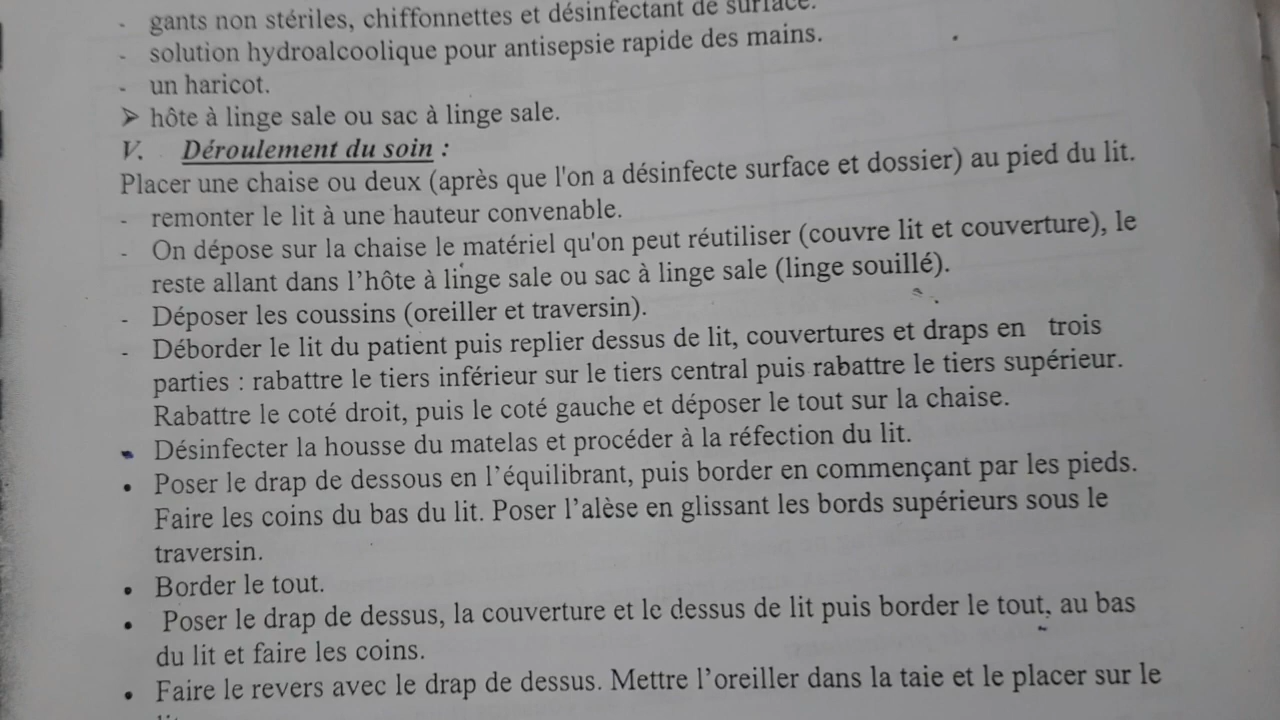 - gants non stériles, chiffonnettes et désinfectant de surface.
- solution hydroalcoolique pour antisepsie rapide des mains.
- un haricot.
➤ hôte à linge sale ou sac à linge sale.
V. Déroulement du soin :
Placer une chaise ou deux (après que l'on a désinfecte surface et dossier) au pied du lit.
- remonter le lit à une hauteur convenable.
- On dépose sur la chaise le matériel qu'on peut réutiliser (couvre lit et couverture), le
reste allant dans l'hôte à linge sale ou sac à linge sale (linge souillé).
- Déposer les coussins (oreiller et traversin).
- Déborder le lit du patient puis replier dessus de lit, couvertures et draps en trois
parties : rabattre le tiers inférieur sur le tiers central puis rabattre le tiers supérieur.
Rabattre le coté droit, puis le coté gauche et déposer le tout sur la chaise.
- Désinfecter la housse du matelas et procéder à la réfection du lit.
• Poser le drap de dessous en l'équilibrant, puis border en commençant par les pieds.
Faire les coins du bas du lit. Poser l'alèse en glissant les bords supérieurs sous le
traversin.
• Border le tout.
• Poser le drap de dessus, la couverture et le dessus de lit puis border le tout, au bas
du lit et faire les coins.
• Faire le revers avec le drap de dessus. Mettre l'oreiller dans la taie et le placer sur le